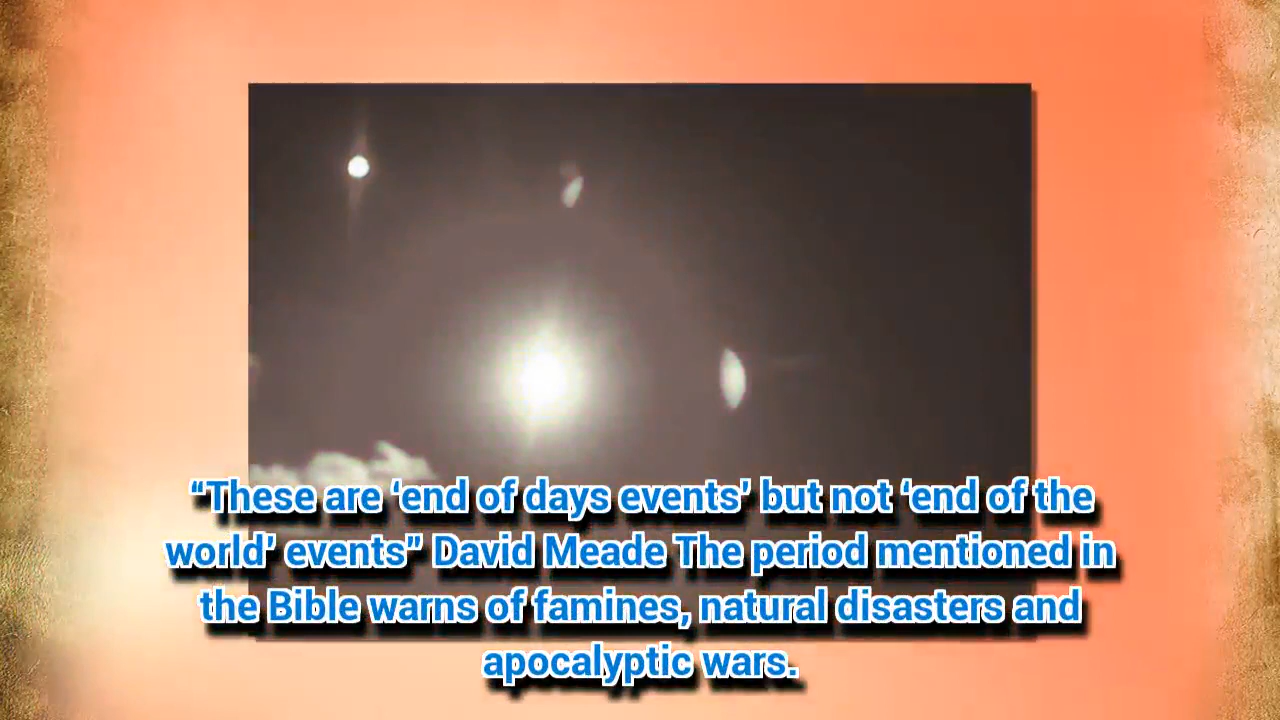 “These are ‘end of days events’ but not ‘end of the
world’ events” David Meade The period mentioned in
the Bible warns of famines, natural disasters and
apocalyptic wars.